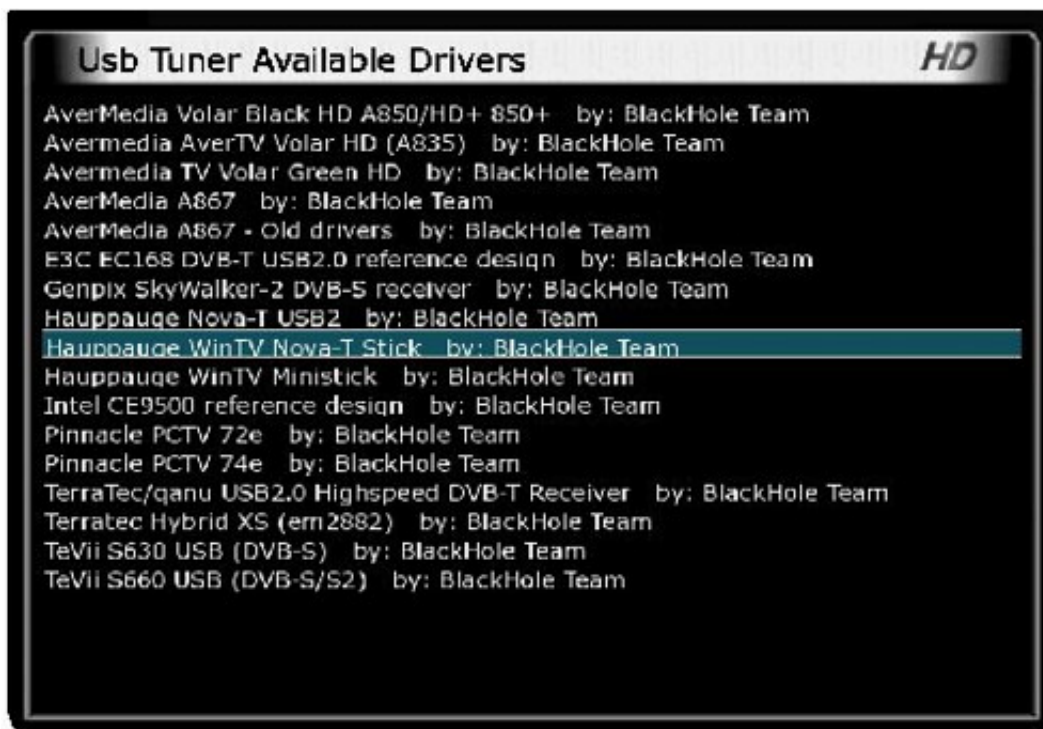 Usb Tuner Available Drivers HD
AverMedia Volar Black HD A850/HD+ 850+ by: BlackHole Team
Avermedia AverTV Volar HD (A835) by: BlackHole Team
Avermedia TV Volar Green HD by: BlackHole Team
AverMedia A867 by: BlackHole Team
AverMedia A867 - Old drivers by: BlackHole Team
E3C EC168 DVB-T USB2.0 reference design by: BlackHole Team
Genpix SkyWalker-2 DVB-S receiver by: BlackHole Team
Hauppauge Nova-T USB2 by: BlackHole Team
Hauppauge WinTV Nova-T Stick by: BlackHole Team
Hauppauge WinTV Ministick by: BlackHole Team
Intel CE9500 reference design by: BlackHole Team
Pinnacle PCTV 72e by: BlackHole Team
Pinnacle PCTV 74e by: BlackHole Team
TerraTec/qanu USB2.0 Highspeed DVB-T Receiver by: BlackHole Team
Terratec Hybrid XS (em2882) by: BlackHole Team
TeVii S630 USB (DVB-S) by: BlackHole Team
TeVii S660 USB (DVB-S/S2) by: BlackHole Team